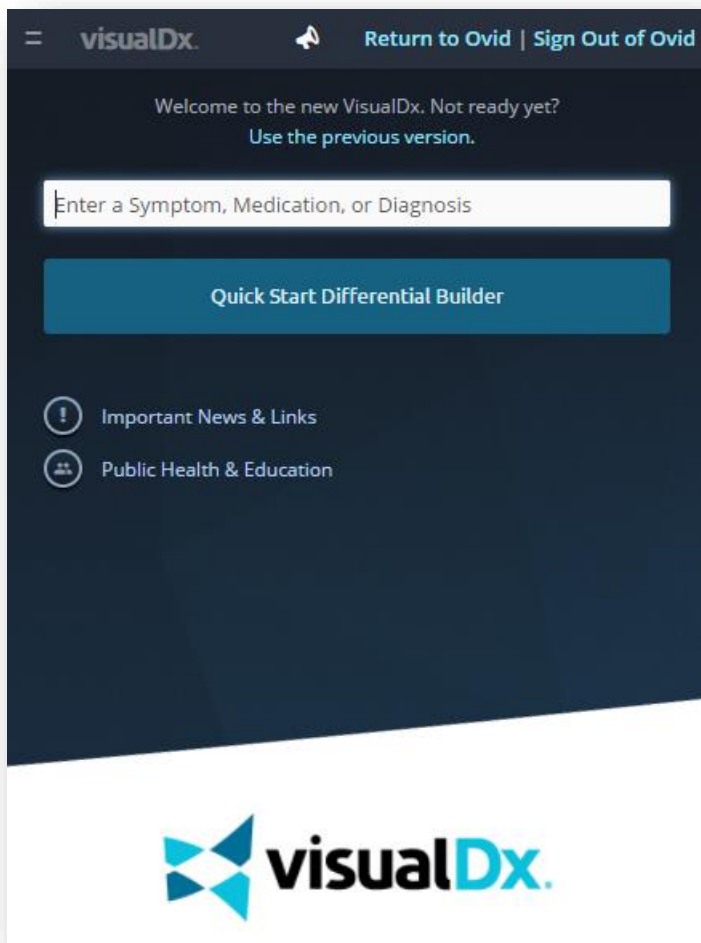 visualDx.
Return to Ovid | Sign Out of Ovid
Welcome to the new VisualDx. Not ready yet?
Use the previous version.
Enter a Symptom, Medication, or Diagnosis
Quick Start Differential Builder
Important News & Links
Public Health & Education
visualDx.